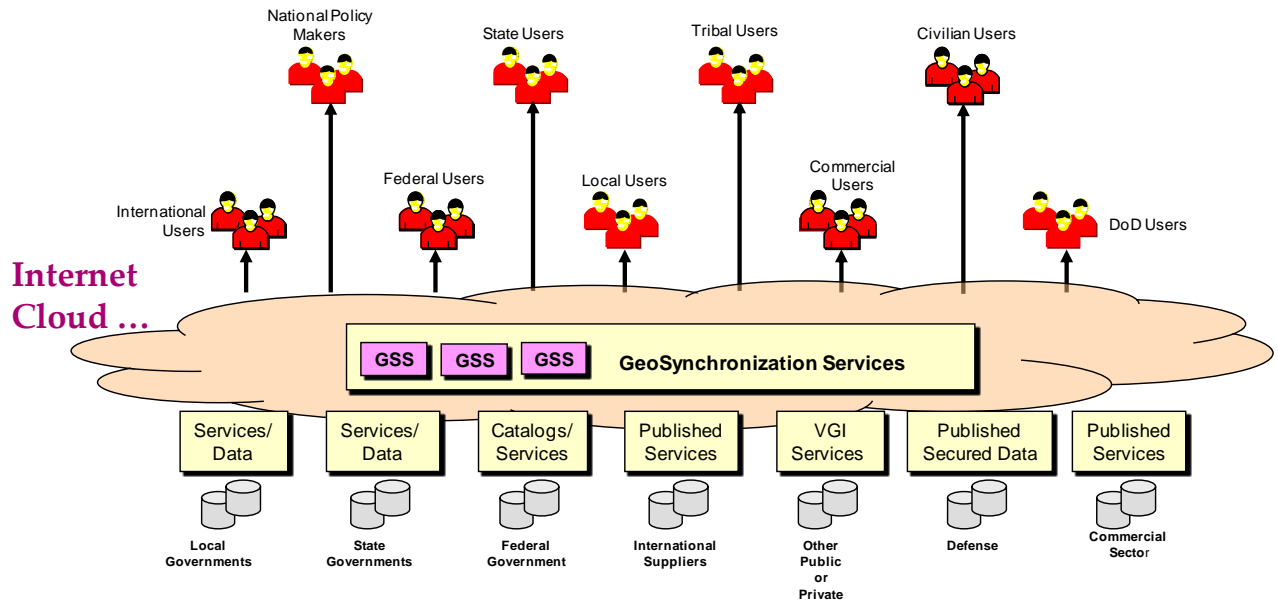 National Policy
Makers
State Users
Tribal Users
Civilian Users
International
Users
Federal Users
Local Users
Commercial
Users
DoD Users
Internet
Cloud …
GSS
GSS
GSS
GeoSynchronization Services
Services/
Data
Services/
Data
Catalogs/
Services
Published
Services
VGI
Services
Published
Secured Data
Published
Services
Local
Governments
State
Governments
Federal
Government
International
Suppliers
Other
Public
or
Private
Defense
Commercial
Sector